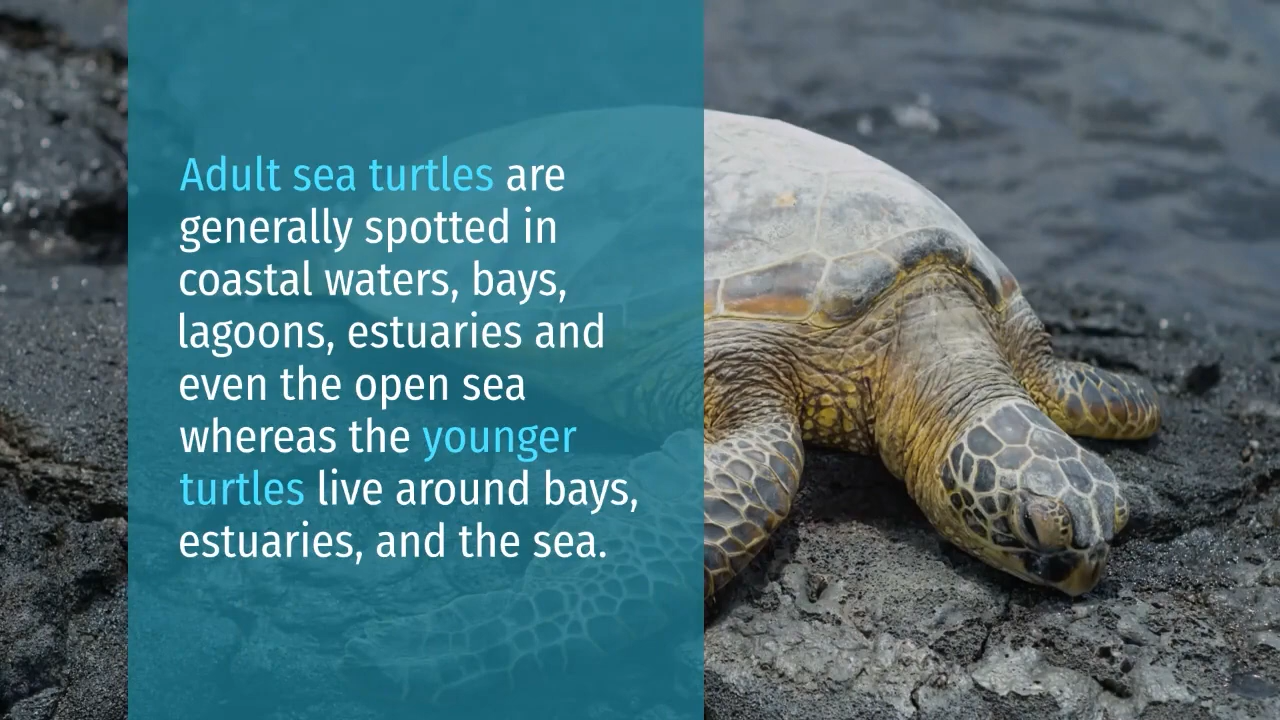 Adult sea turtles are
generally spotted in
coastal waters, bays,
lagoons, estuaries and
even the open sea
whereas the younger
turtles live around bays,
estuaries, and the sea.